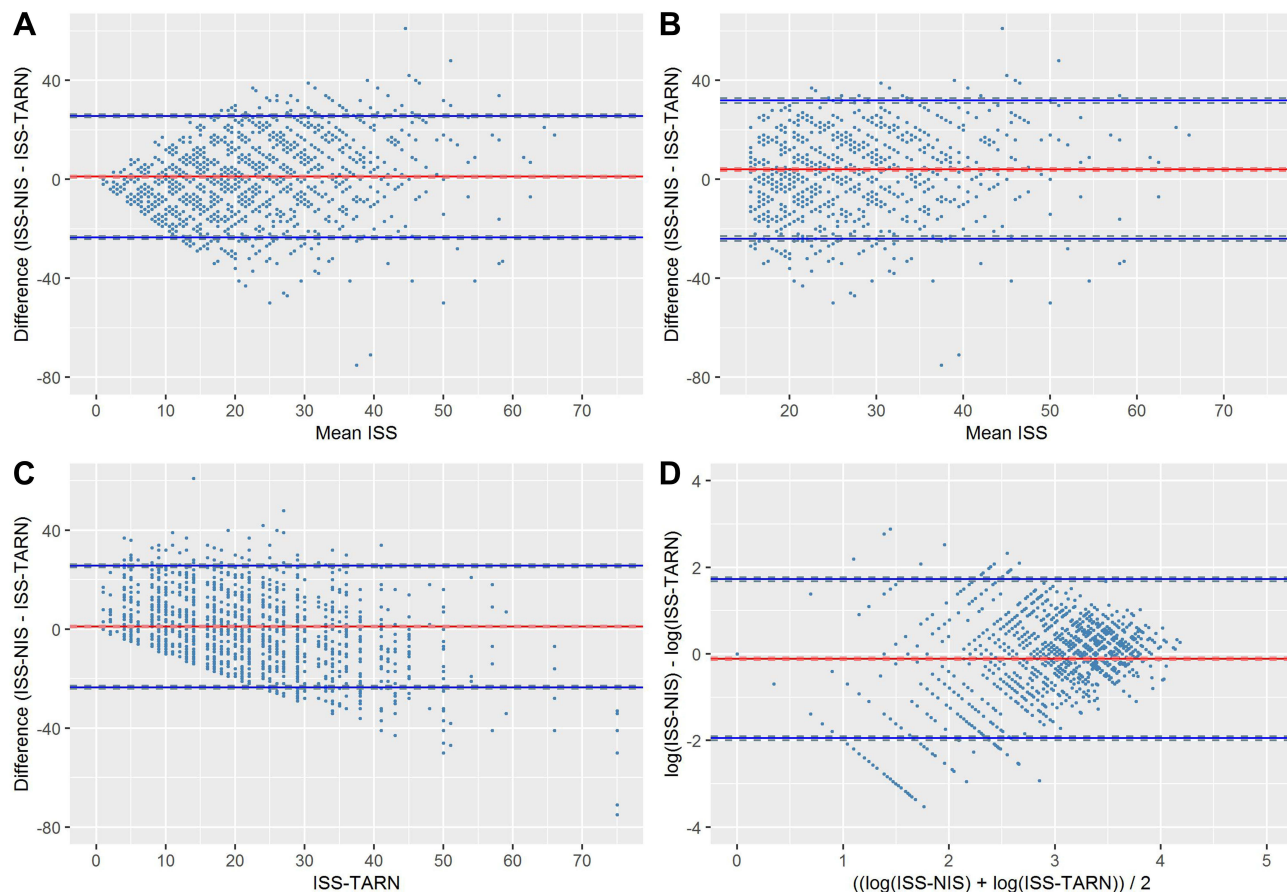 A
Difference (ISS-NIS - ISS-TARN)
40
0
-40
-80
0 10 20 30 40 50 60 70
Mean ISS
B
Difference (ISS-NIS - ISS-TARN)
40
0
-40
-80
20 30 40 50 60 70
Mean ISS
C
Difference (ISS-NIS - ISS-TARN)
40
0
-40
-80
0 10 20 30 40 50 60 70
ISS-TARN
D
log(ISS-NIS) - log(ISS-TARN)
4
2
0
-2
-4
0 1 2 3 4 5
((log(ISS-NIS) + log(ISS-TARN)) / 2